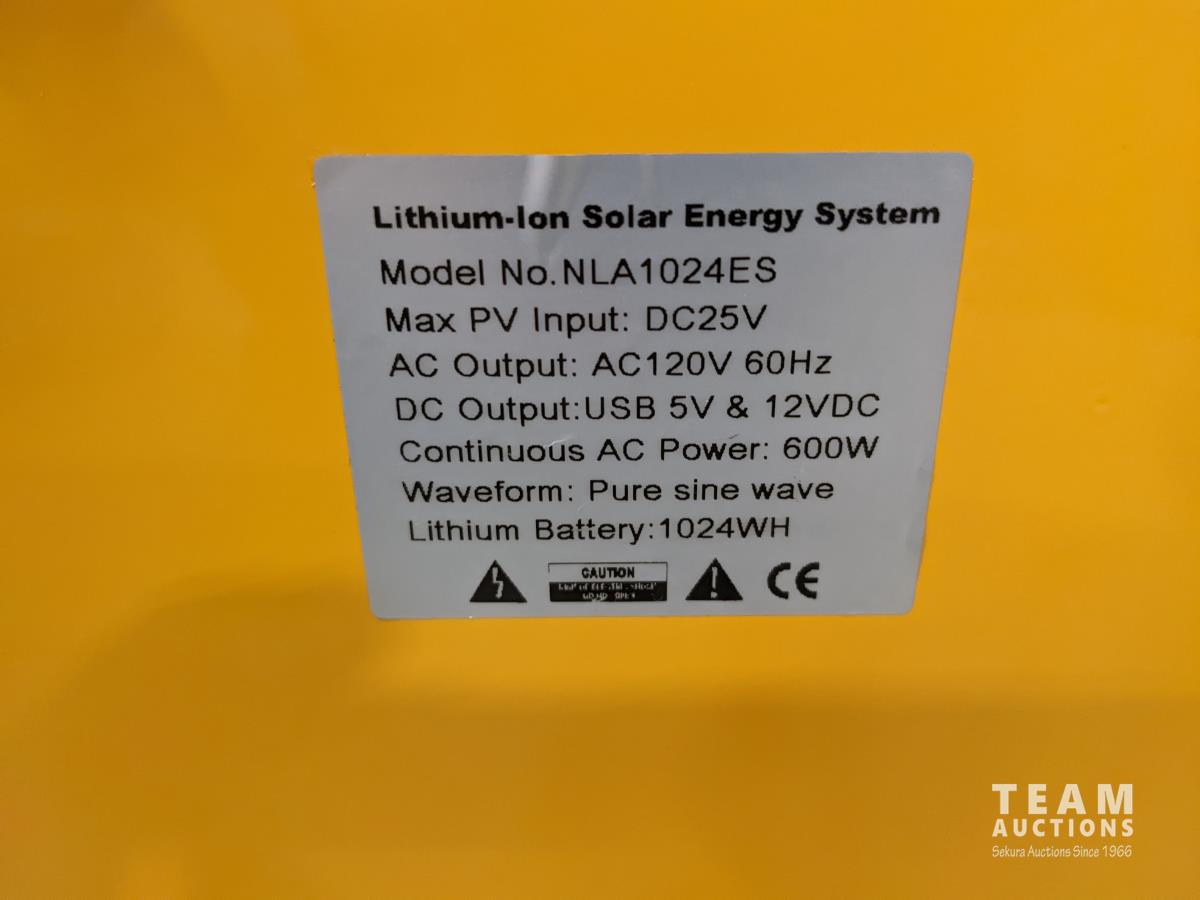 Lithium-Ion Solar Energy System
Model No.NLA1024ES
Max PV Input: DC25V
AC Output: AC120V 60Hz
DC Output:USB 5V & 12VDC
Continuous AC Power: 600W
Waveform: Pure sine wave
Lithium Battery:1024WH
CAUTION
CE
TEAM
AUCTIONS
Sekura Auctions Since 1966